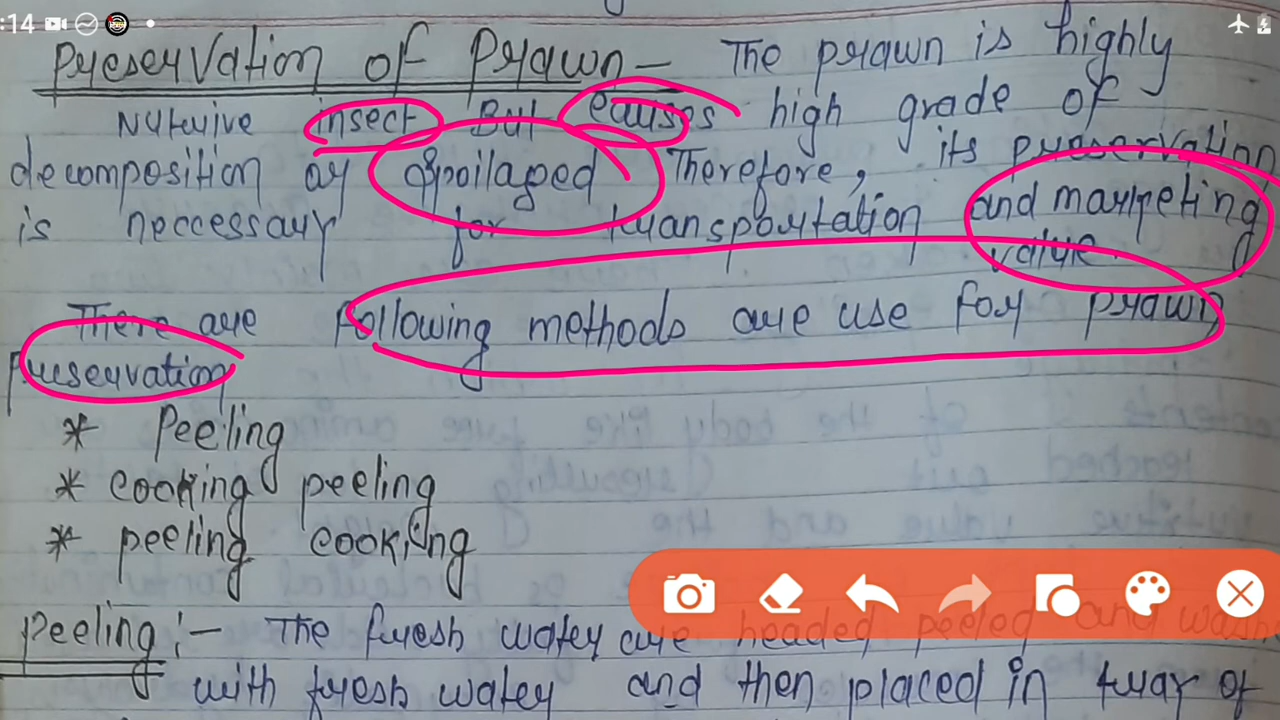 :14
Preservation of Prawn – The prawn is highly
Nutruive insect But causes high grade of
decomposition ay spoilaged Therefore, its preservation
is neccessary for transportation and marketing
value.
There are following methods are use for prawn
preservation
* Peeling
* cooking peeling
* peeling cooking
Peeling :– The fresh water are headed peeled and wash
with fresh water and then placed in tray of